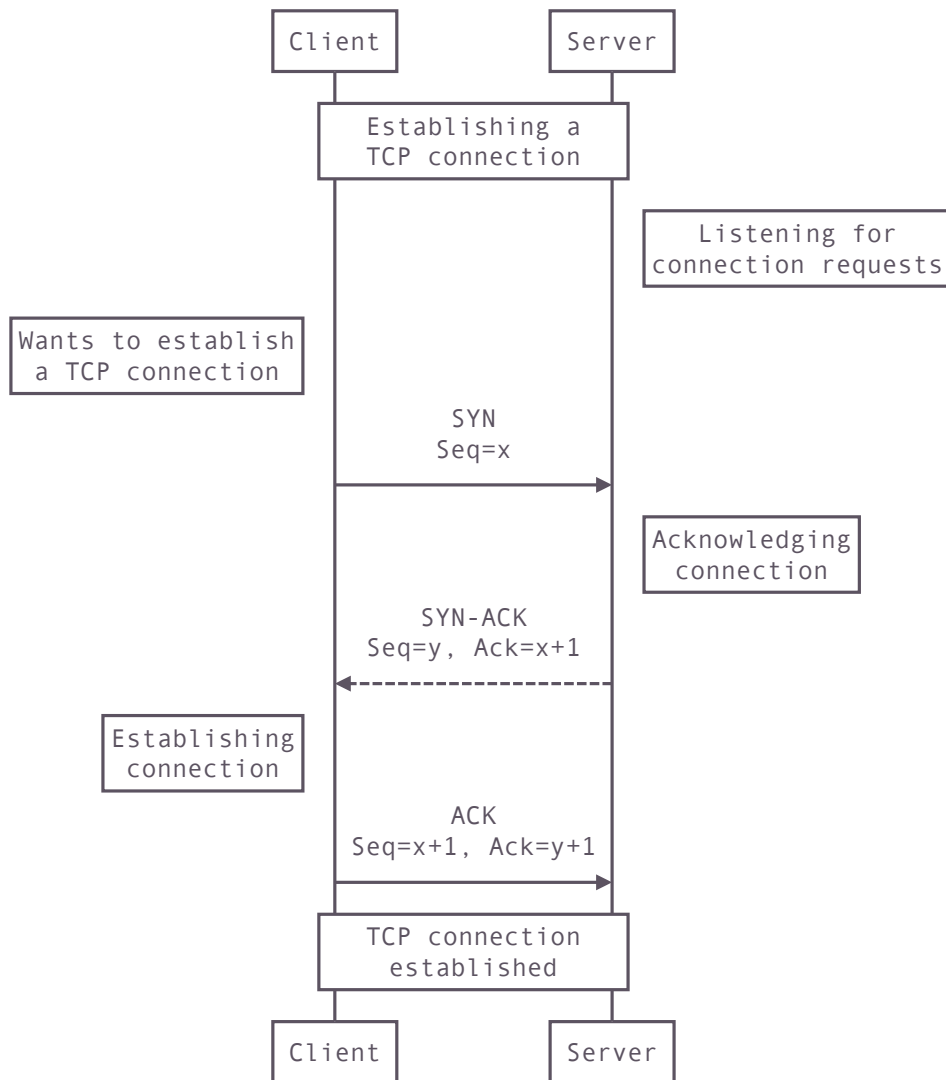 Client
Server
Establishing a
TCP connection
Listening for
connection requests
Wants to establish
a TCP connection
SYN
Seq=x
Acknowledging
connection
SYN-ACK
Seq=y, Ack=x+1
Establishing
connection
ACK
Seq=x+1, Ack=y+1
TCP connection
established
Client
Server